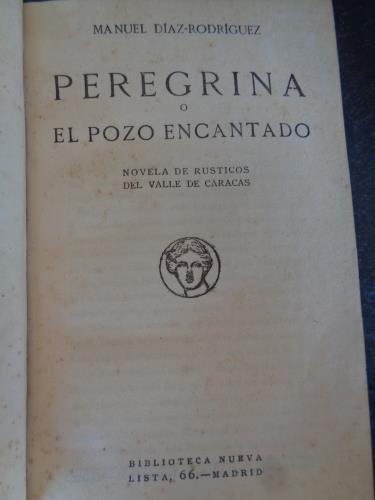 MANUEL DÍAZ-RODRÍGUEZ
PEREGRINA
O
EL POZO ENCANTADO
NOVELA DE RUSTICOS
DEL VALLE DE CARACAS
BIBLIOTECA NUEVA
LISTA, 66.—MADRID